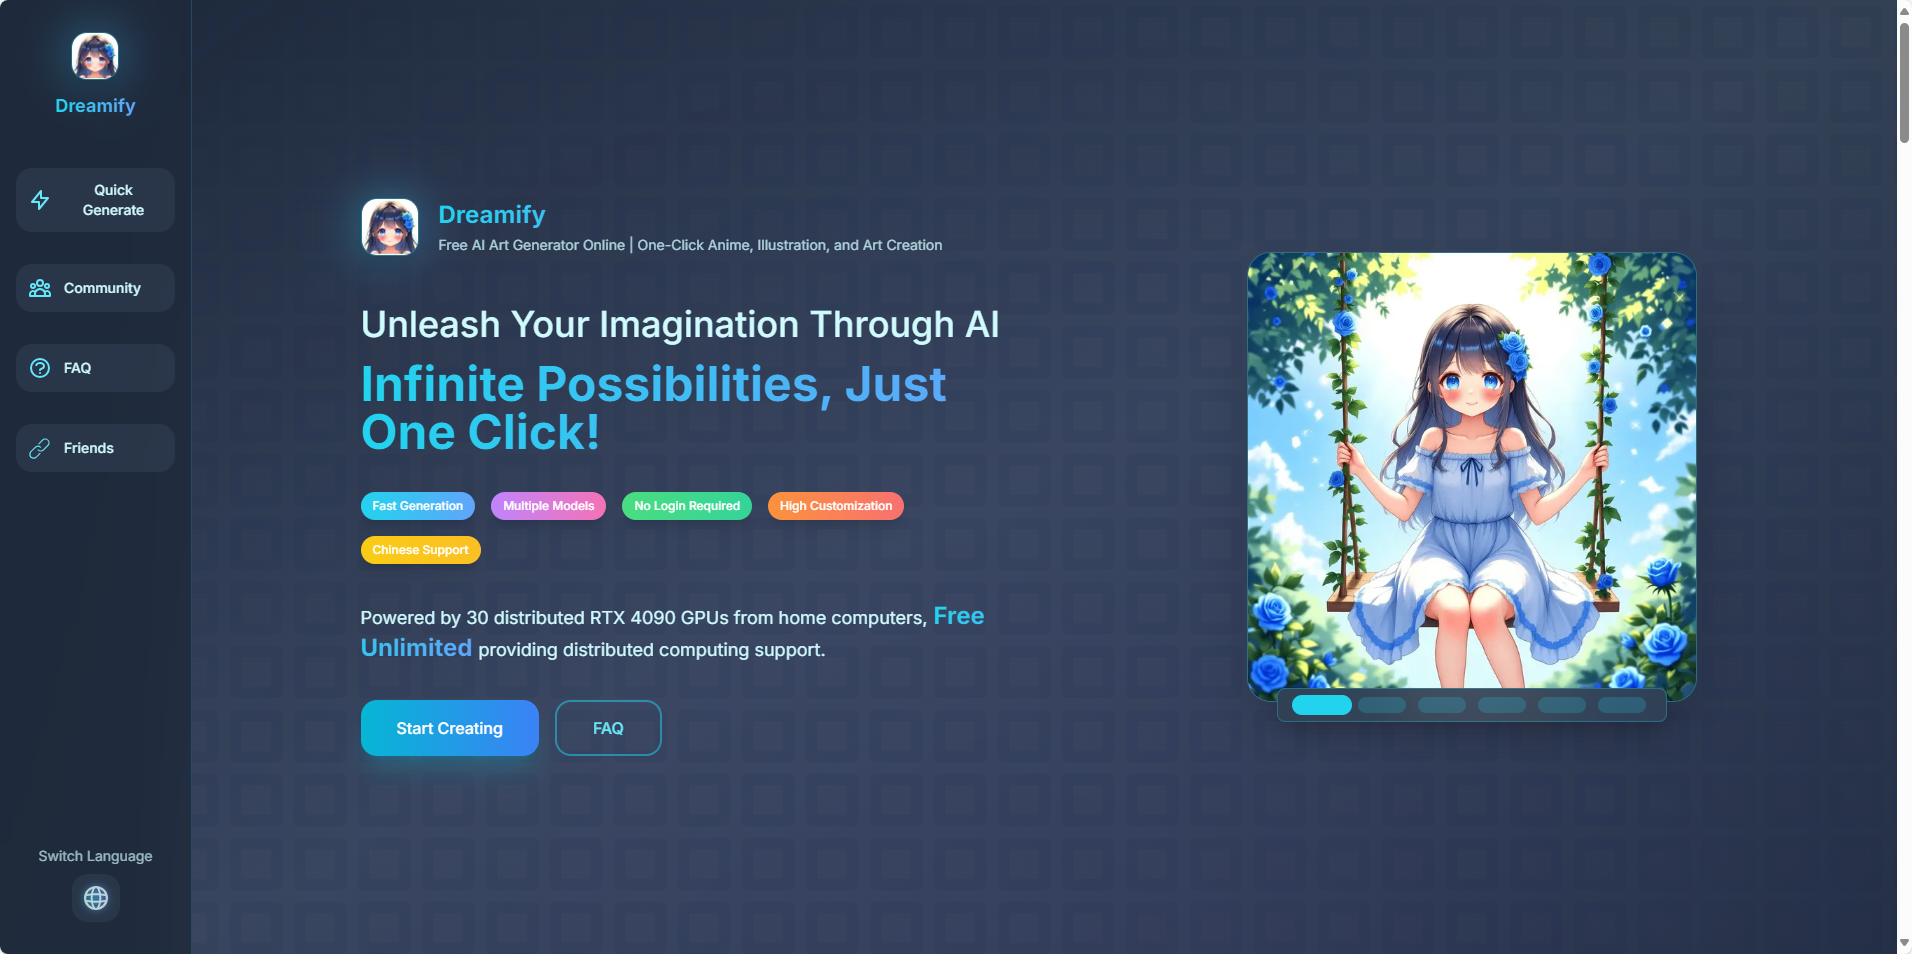 Dreamify
Quick
Generate
Community
FAQ
Friends
Switch Language
Dreamify
Free AI Art Generator Online | One-Click Anime, Illustration, and Art Creation
Unleash Your Imagination Through AI
Infinite Possibilities, Just
One Click!
Fast Generation Multiple Models No Login Required High Customization
Chinese Support
Powered by 30 distributed RTX 4090 GPUs from home computers, Free
Unlimited providing distributed computing support.
Start Creating FAQ